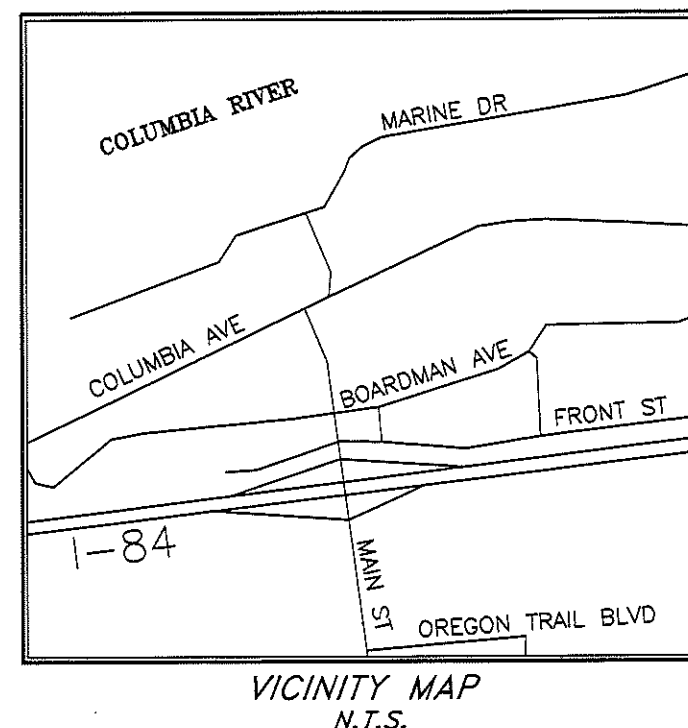 COLUMBIA RIVER
MARINE DR
COLUMBIA AVE
BOARDMAN AVE
FRONT ST
I-84
MAIN ST
OREGON TRAIL BLVD
VICINITY MAP
N.T.S.